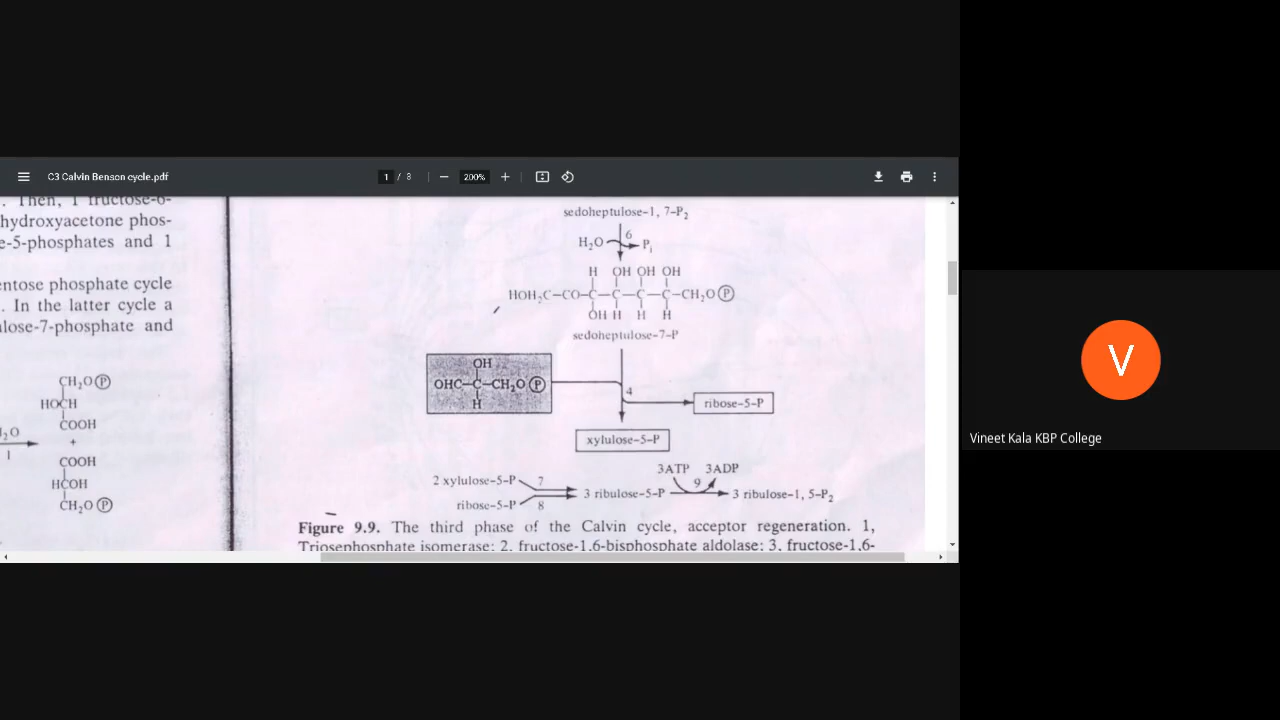 C3 Calvin Benson cycle.pdf
1 / 3
200%
. Then, 1 fructose-6-
hydroxyacetone phos-
e-5-phosphates and 1
entose phosphate cycle
. In the latter cycle a
ulose-7-phosphate and
CH₂O Ⓟ
HOCH
COOH
+
COOH
HCOH
CH₂O Ⓟ
₂O
1
sedoheptulose-1, 7-P₂
6
H₂O
Pᵢ
H OH OH OH
HOH₂C–CO–C–C–C–C–CH₂O Ⓟ
OH H H H
sedoheptulose-7-P
OH
OHC–C–CH₂O Ⓟ
H
4
ribose-5-P
xylulose-5-P
3ATP 3ADP
2 xylulose-5-P 7
3 ribulose-5-P 9 3 ribulose-1, 5-P₂
ribose-5-P 8
Figure 9.9. The third phase of the Calvin cycle, acceptor regeneration. 1,
Triosephosphate isomerase; 2, fructose-1,6-bisphosphate aldolase; 3, fructose-1,6-
V
Vineet Kala KBP College